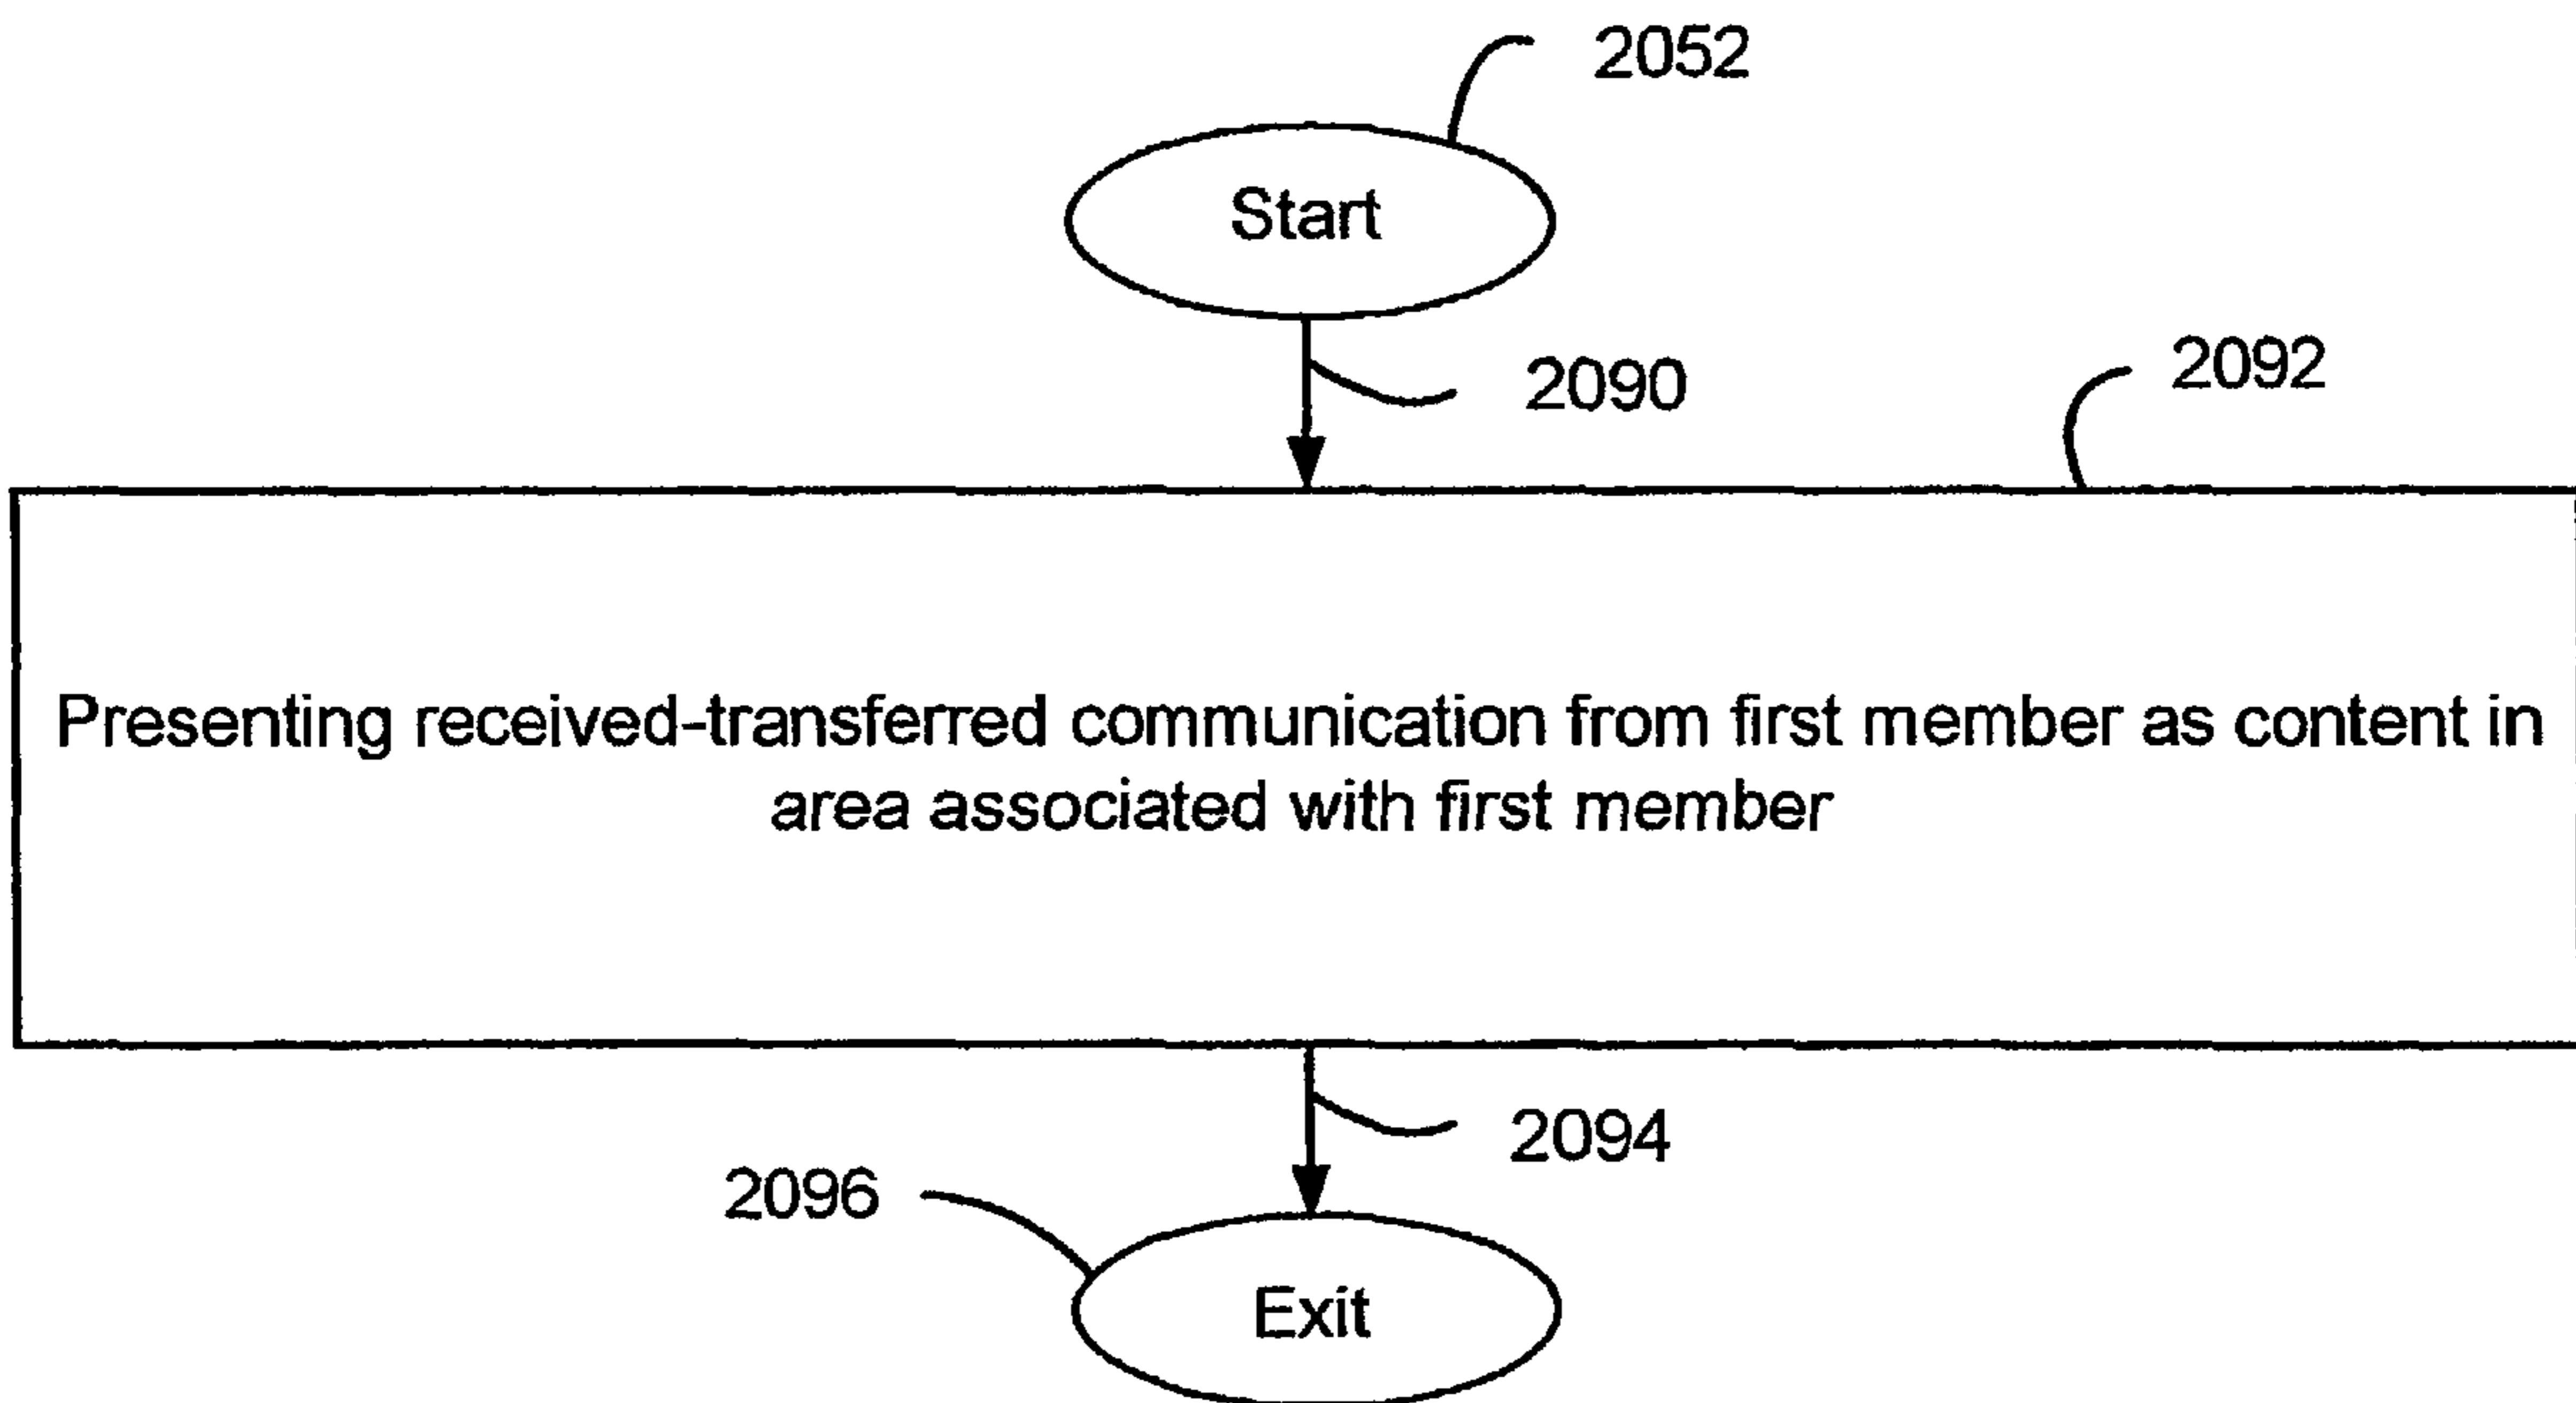 2052
Start
2090
2092
Presenting received-transferred communication from first member as content in
area associated with first member
2094
2096
Exit